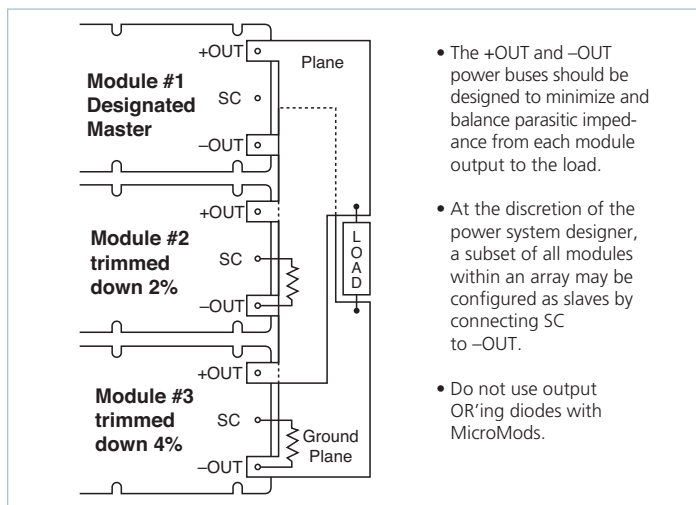 +OUT
Plane
Module #1
Designated
Master
SC
–OUT
+OUT
Module #2
trimmed
down 2%
SC
–OUT
LOAD
+OUT
Module #3
trimmed
down 4%
SC
Ground
Plane
–OUT
• The +OUT and –OUT
power buses should be
designed to minimize and
balance parasitic imped-
ance from each module
output to the load.
• At the discretion of the
power system designer,
a subset of all modules
within an array may be
configured as slaves by
connecting SC
to –OUT.
• Do not use output
OR'ing diodes with
MicroMods.